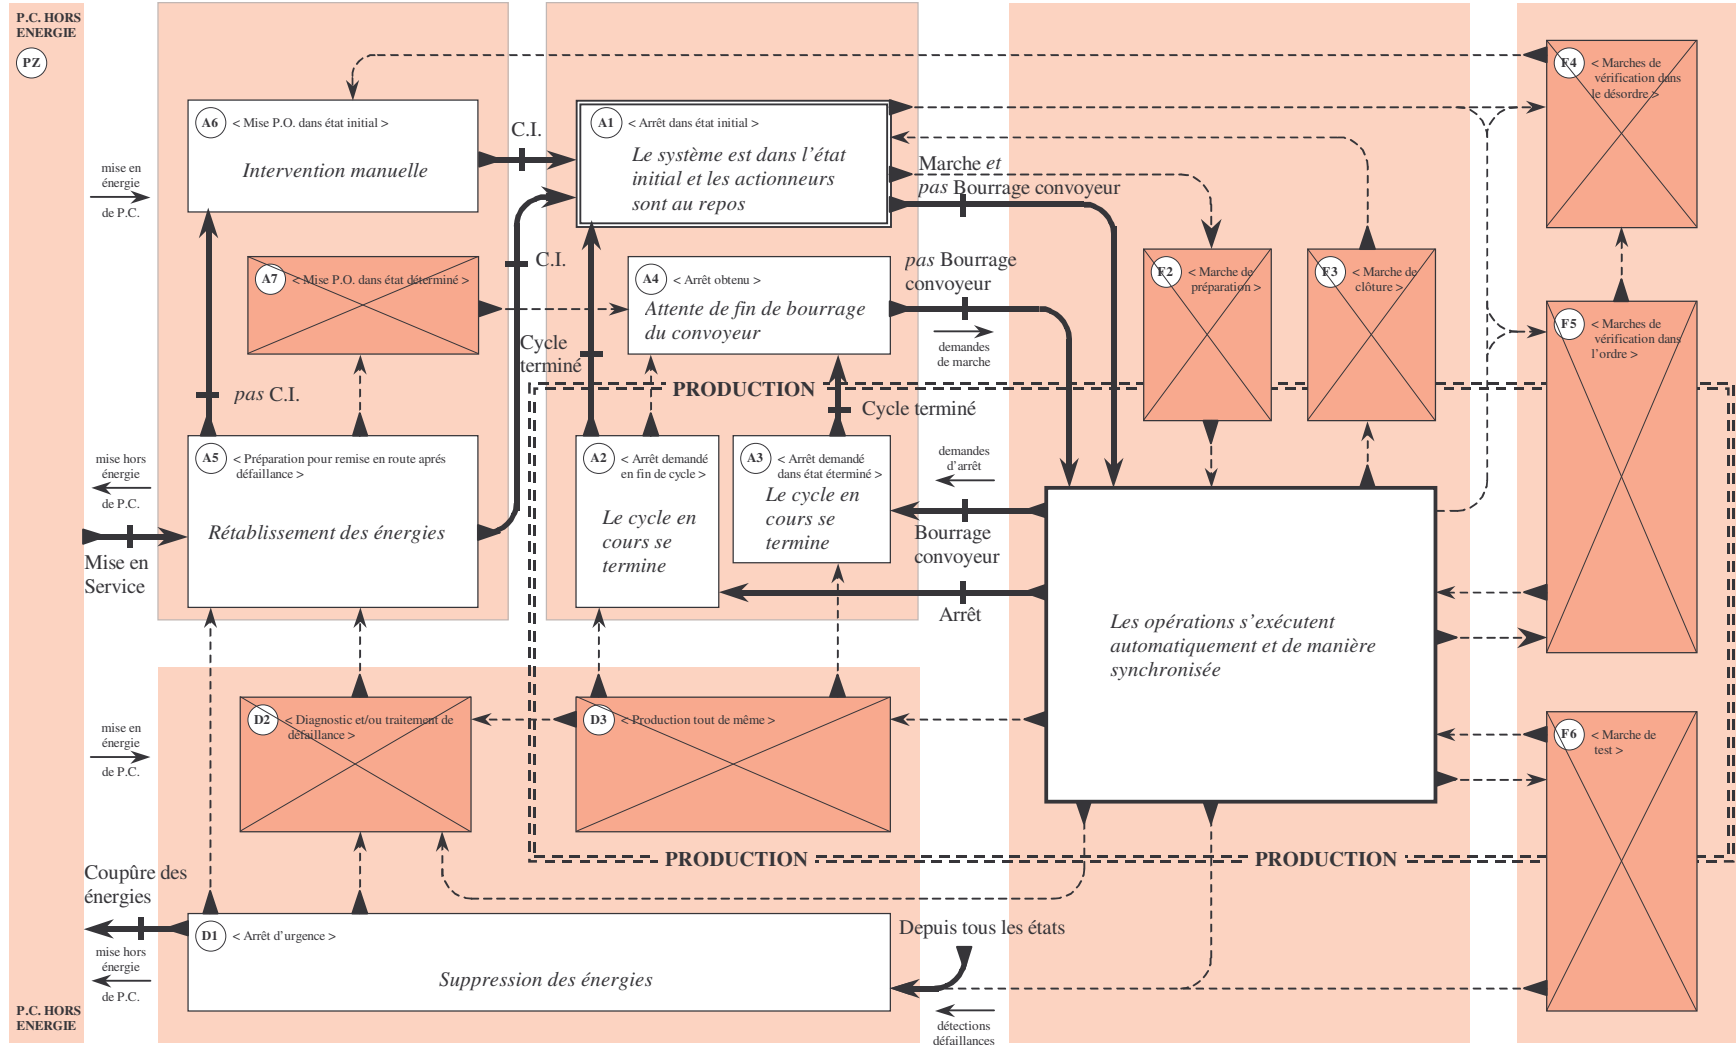 P.C. HORS
ENERGIE
PZ
mise en
énergie
de P.C.
mise hors
énergie
de P.C.
Mise en
Service
mise en
énergie
de P.C.
Coupûre des
énergies
mise hors
énergie
de P.C.
P.C. HORS
ENERGIE
A6 < Mise P.O. dans état initial >
Intervention manuelle
C.I.
A7 < Mise P.O. dans état déterminé >
C.I.
pas C.I.
A5 < Préparation pour remise en route aprés
défaillance >
Rétablissement des énergies
A1 < Arrêt dans état initial >
Le système est dans l'état
initial et les actionneurs
sont au repos
A4 < Arrêt obtenu >
Attente de fin de bourrage
du convoyeur
Cycle
terminé
PRODUCTION
Cycle terminé
A2 < Arrêt demandé
en fin de cycle >
Le cycle en
cours se
termine
A3 < Arrêt demandé
dans état éterminé >
Le cycle en
cours se
termine
Marche et
pas Bourrage convoyeur
pas Bourrage
convoyeur
demandes
de marche
demandes
d'arrêt
Bourrage
convoyeur
Arrêt
F2 < Marche de
préparation >
F3 < Marche de
clôture >
Les opérations s'exécutent
automatiquement et de manière
synchronisée
F4 < Marches de
vérification dans
le désordre >
F5 < Marches de
vérification dans
l'ordre >
F6 < Marche de
test >
D2 < Diagnostic et/ou traitement de
défaillance >
D3 < Production tout de même >
PRODUCTION
PRODUCTION
D1 < Arrêt d'urgence >
Suppression des énergies
Depuis tous les états
détections
défaillances